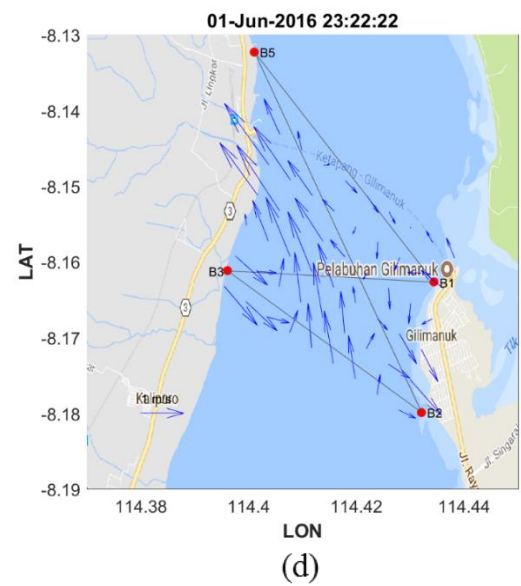 01-Jun-2016 23:22:22
-8.13
-8.14
-8.15
-8.16
-8.17
-8.18
-8.19
LAT
B5
Jl. Lingkar
Ketapang - Gilimanuk
3
B3
Pelabuhan Gilimanuk
B1
3
Gilimanuk
B2
Jl. Singaraja
Jl. Raya
114.38
114.4
114.42
114.44
LON
(d)